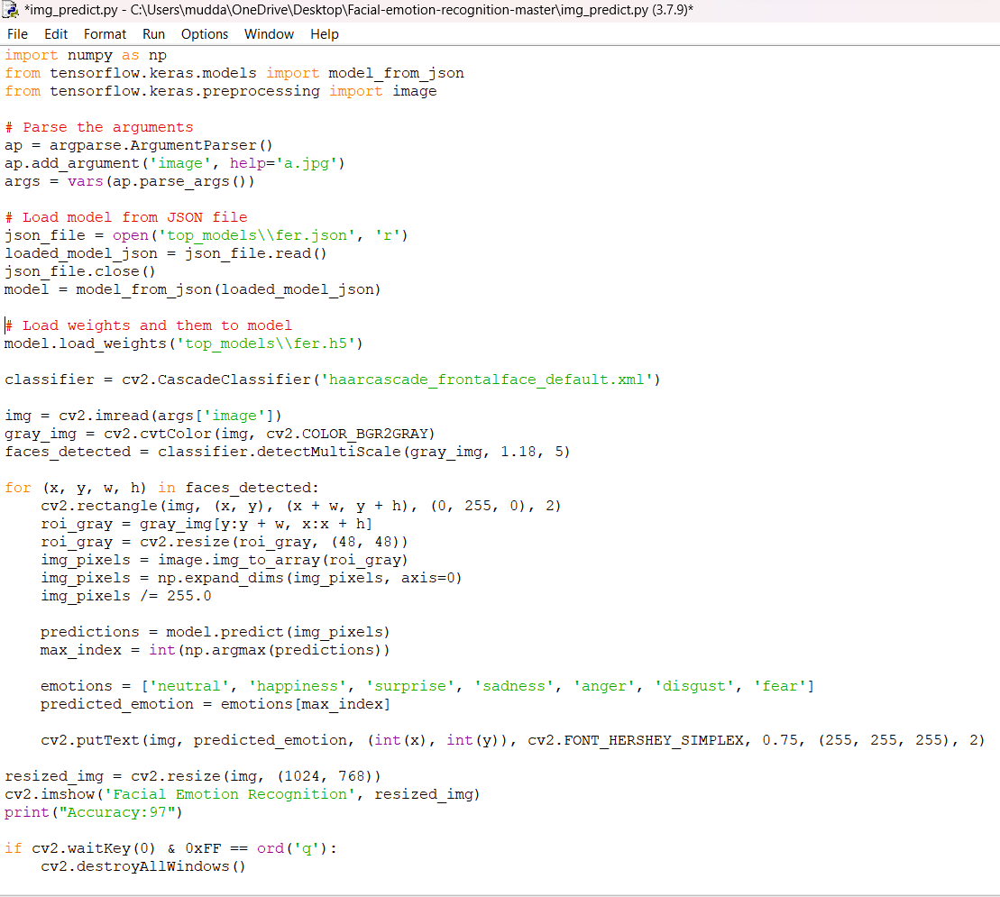 *img_predict.py - C:\Users\mudda\OneDrive\Desktop\Facial-emotion-recognition-master\img_predict.py (3.7.9)*
File Edit Format Run Options Window Help
import numpy as np
from tensorflow.keras.models import model_from_json
from tensorflow.keras.preprocessing import image

# Parse the arguments
ap = argparse.ArgumentParser()
ap.add_argument('image', help='a.jpg')
args = vars(ap.parse_args())

# Load model from JSON file
json_file = open('top_models\\fer.json', 'r')
loaded_model_json = json_file.read()
json_file.close()
model = model_from_json(loaded_model_json)

# Load weights and them to model
model.load_weights('top_models\\fer.h5')

classifier = cv2.CascadeClassifier('haarcascade_frontalface_default.xml')

img = cv2.imread(args['image'])
gray_img = cv2.cvtColor(img, cv2.COLOR_BGR2GRAY)
faces_detected = classifier.detectMultiScale(gray_img, 1.18, 5)

for (x, y, w, h) in faces_detected:
    cv2.rectangle(img, (x, y), (x + w, y + h), (0, 255, 0), 2)
    roi_gray = gray_img[y:y + w, x:x + h]
    roi_gray = cv2.resize(roi_gray, (48, 48))
    img_pixels = image.img_to_array(roi_gray)
    img_pixels = np.expand_dims(img_pixels, axis=0)
    img_pixels /= 255.0

    predictions = model.predict(img_pixels)
    max_index = int(np.argmax(predictions))

    emotions = ['neutral', 'happiness', 'surprise', 'sadness', 'anger', 'disgust', 'fear']
    predicted_emotion = emotions[max_index]

    cv2.putText(img, predicted_emotion, (int(x), int(y)), cv2.FONT_HERSHEY_SIMPLEX, 0.75, (255, 255, 255), 2)

resized_img = cv2.resize(img, (1024, 768))
cv2.imshow('Facial Emotion Recognition', resized_img)
print("Accuracy:97")

if cv2.waitKey(0) & 0xFF == ord('q'):
    cv2.destroyAllWindows()